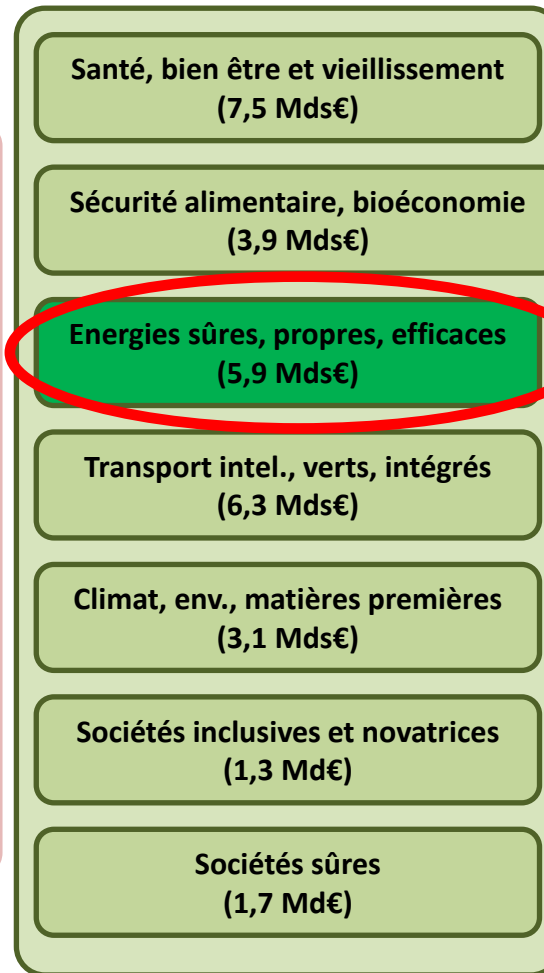 Santé, bien être et vieillissement
(7,5 Mds€)
Sécurité alimentaire, bioéconomie
(3,9 Mds€)
Energies sûres, propres, efficaces
(5,9 Mds€)
Transport intel., verts, intégrés
(6,3 Mds€)
Climat, env., matières premières
(3,1 Mds€)
Sociétés inclusives et novatrices
(1,3 Md€)
Sociétés sûres
(1,7 Md€)